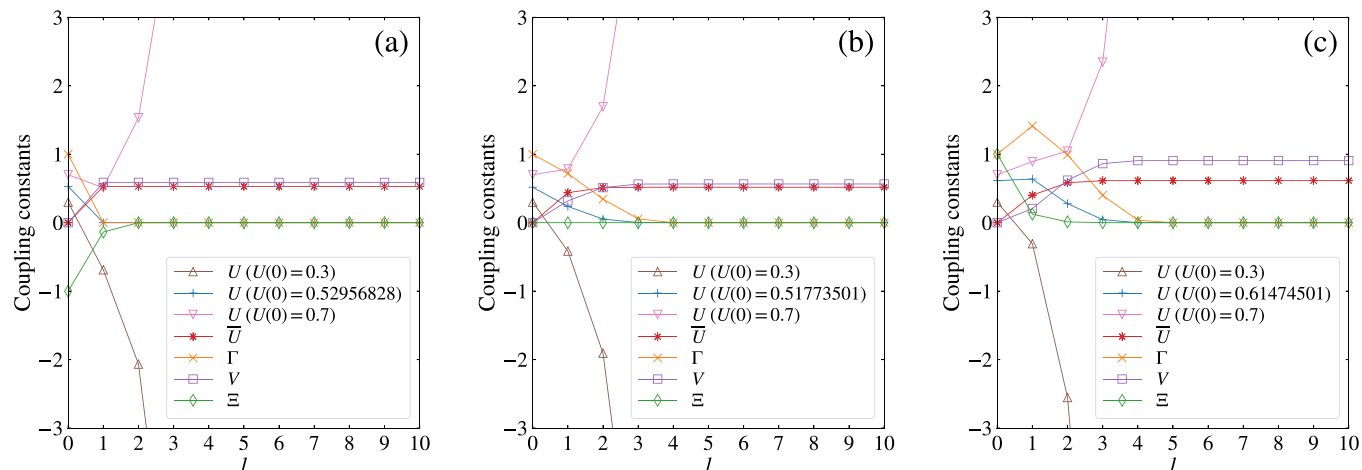 (a)
Coupling constants
3
2
1
0
−1
−2
−3
U (U(0) = 0.3)
U (U(0) = 0.52956828)
U (U(0) = 0.7)
U̅
Γ
V
Ξ
0 1 2 3 4 5 6 7 8 9 10
l
(b)
Coupling constants
3
2
1
0
−1
−2
−3
U (U(0) = 0.3)
U (U(0) = 0.51773501)
U (U(0) = 0.7)
U̅
Γ
V
Ξ
0 1 2 3 4 5 6 7 8 9 10
l
(c)
Coupling constants
3
2
1
0
−1
−2
−3
U (U(0) = 0.3)
U (U(0) = 0.61474501)
U (U(0) = 0.7)
U̅
Γ
V
Ξ
0 1 2 3 4 5 6 7 8 9 10
l